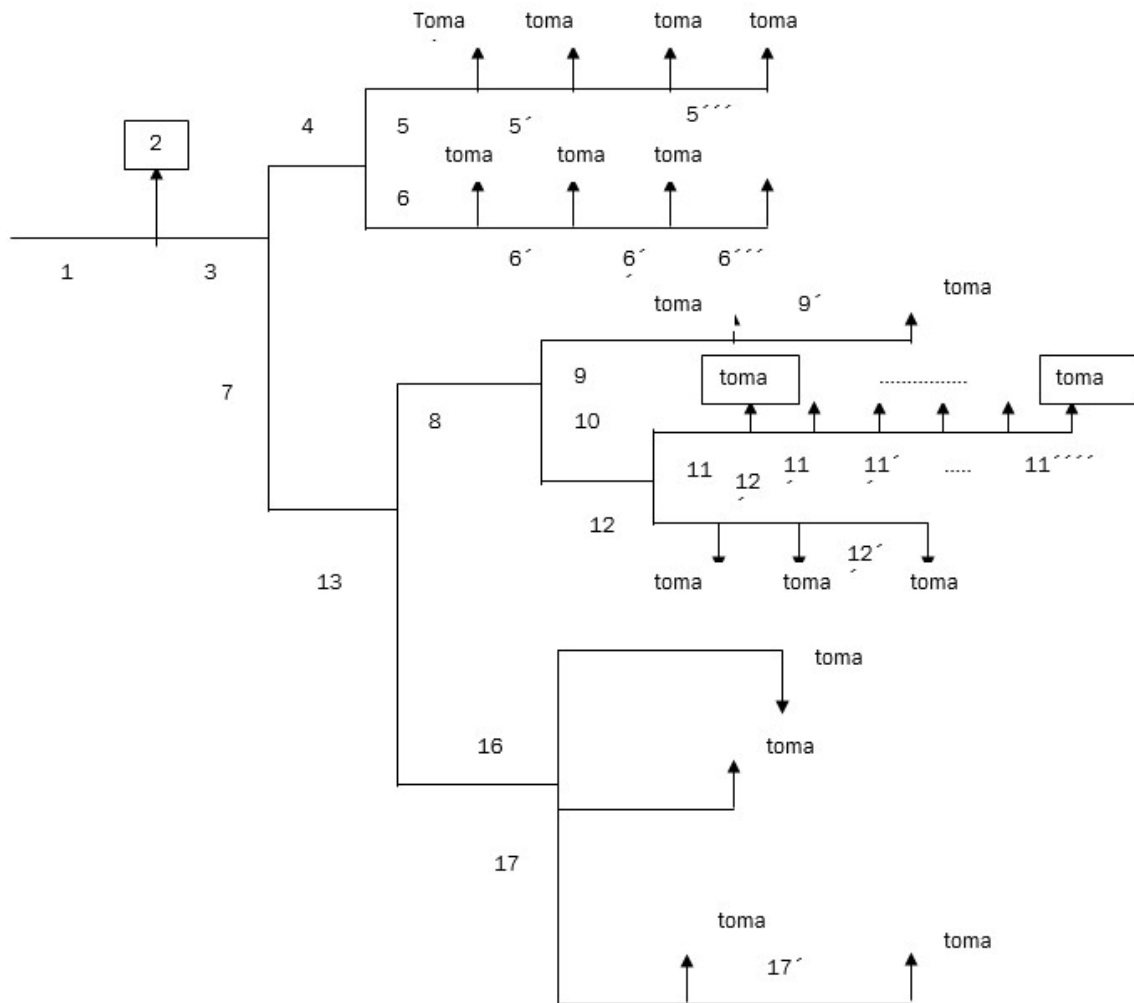 Toma toma toma toma
4 5 5´ 5´´´
2
toma toma toma
6
6´ 6´´ 6´´´
1 3
toma 9´ toma
9 toma ............... toma
7
8 10
11 11´ 11´´ ..... 11´´´´
12´
12
12´´
13 toma toma toma
toma
16 toma
17
toma
toma
17´